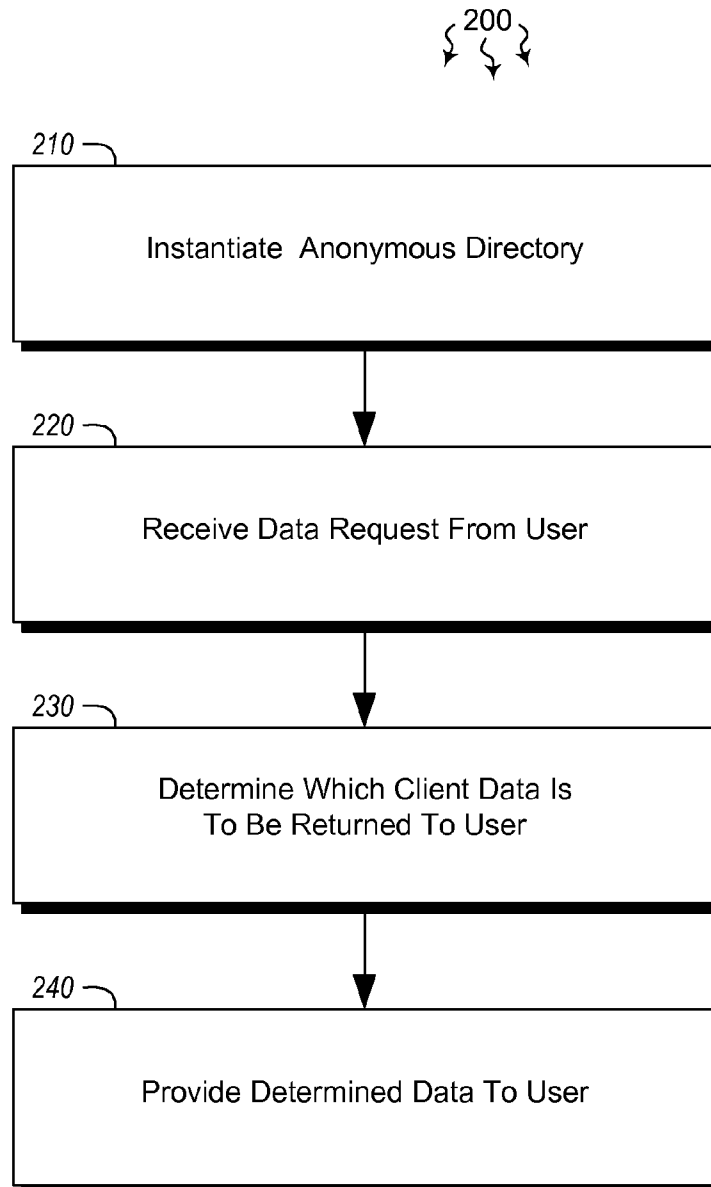 200
210
Instantiate Anonymous Directory
220
Receive Data Request From User
230
Determine Which Client Data Is
To Be Returned To User
240
Provide Determined Data To User